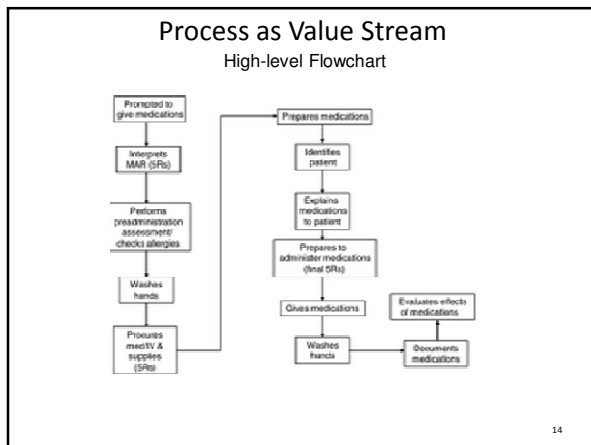 Process as Value Stream
High-level Flowchart
Prompted to
give medications
Interprets
MAR (5Rs)
Performs
preadministration
assessment/
checks allergies
Washes
hands
Procures
med/IV &
supplies (5Rs)
Prepares medications
Identifies
patient
Explains
medications
to patient
Prepares to
administer medications
(final 5Rs)
Gives medications
Washes
hands
Documents
medications
Evaluates effects
of medications
14